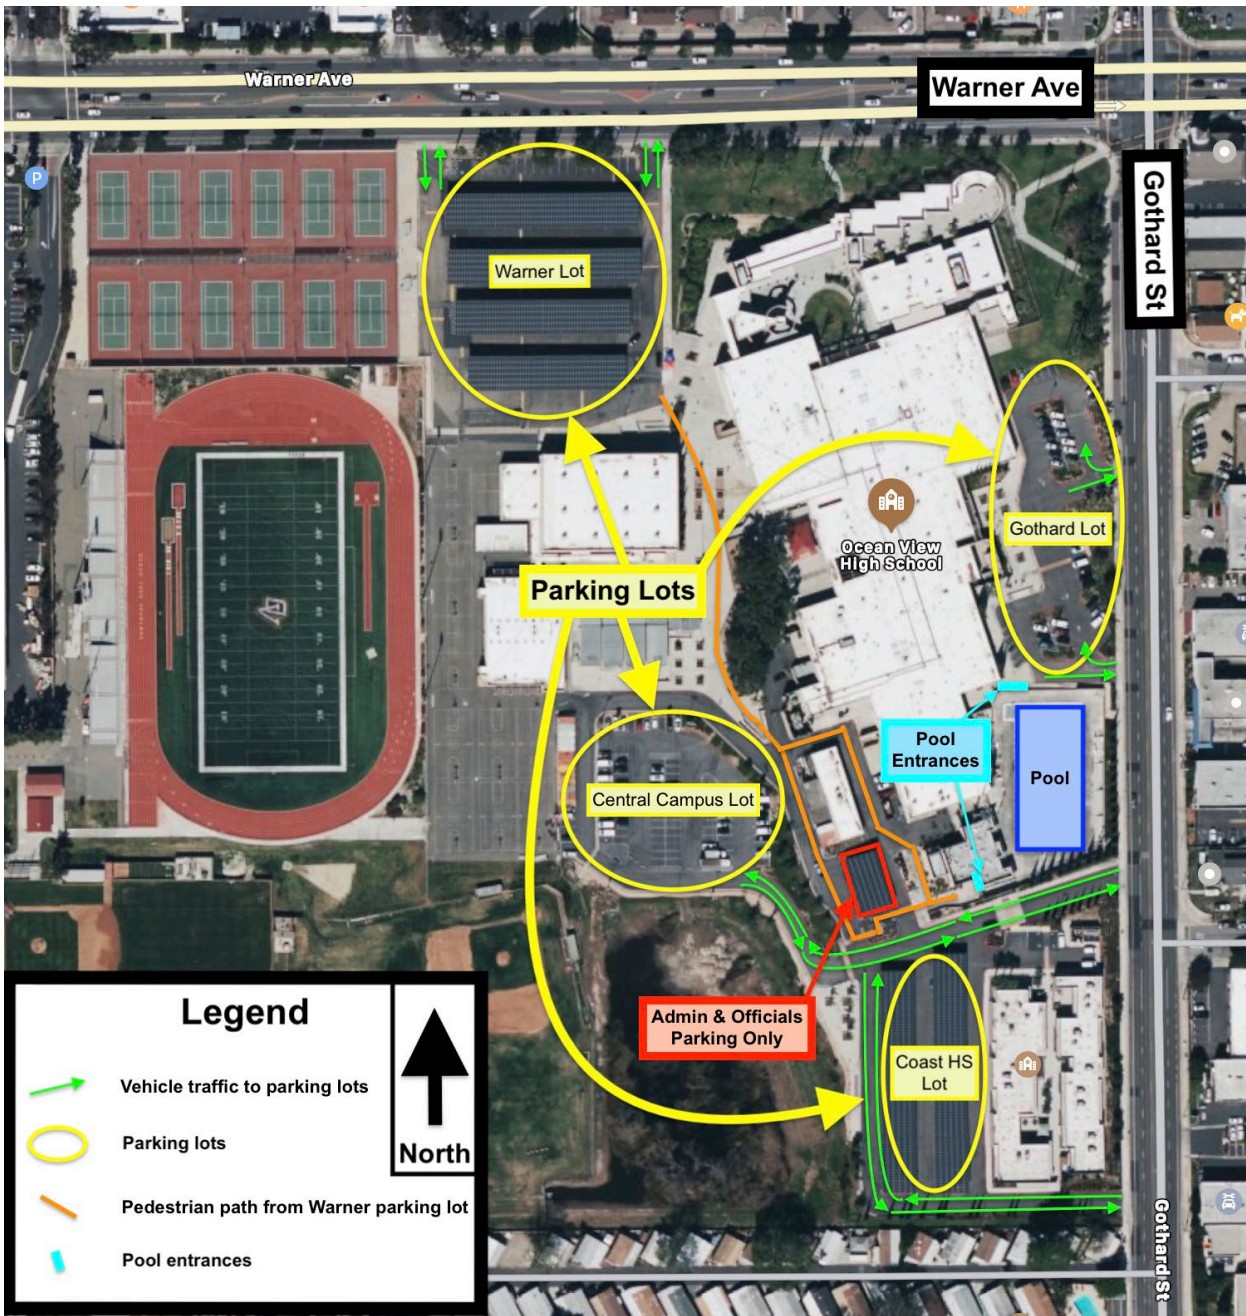 Warner Ave
Warner Ave
P
Gothard St
Warner Lot
Gothard Lot
Ocean View
High School
Parking Lots
Pool
Entrances
Pool
Central Campus Lot
Admin & Officials
Parking Only
Coast HS
Lot
Legend
Vehicle traffic to parking lots
Parking lots
Pedestrian path from Warner parking lot
Pool entrances
North
Gothard St